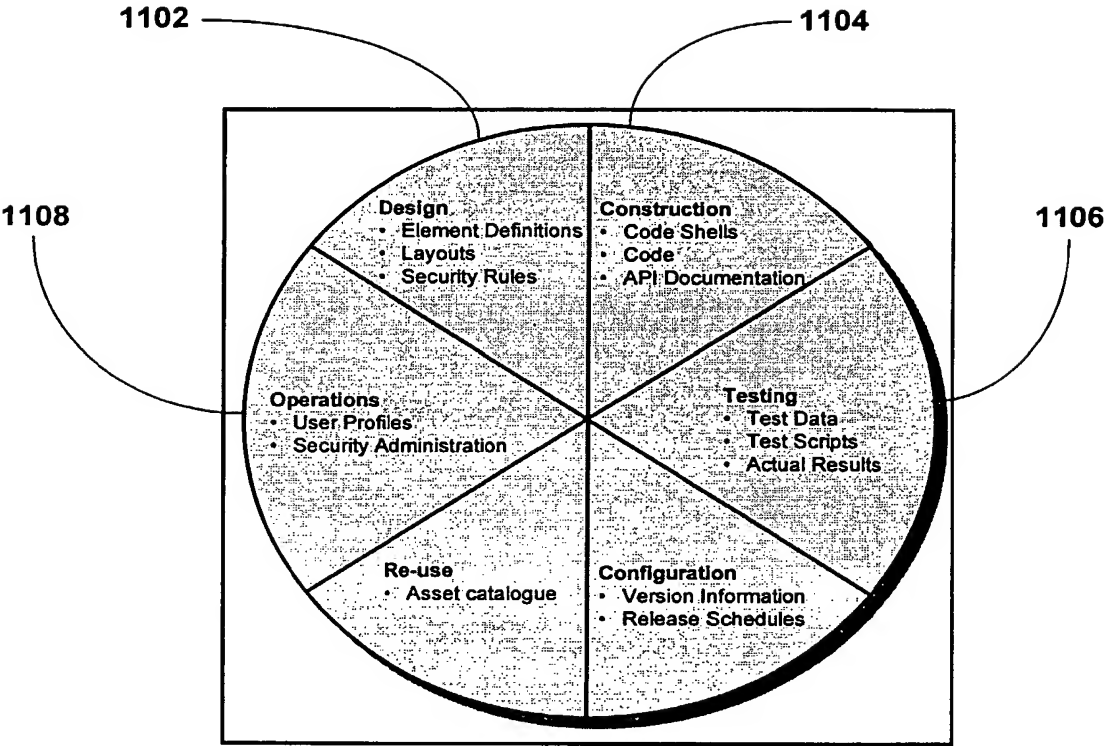 1102
1104
1108
1106
Design
• Element Definitions
• Layouts
• Security Rules
Construction
• Code Shells
• Code
• API Documentation
Operations
• User Profiles
• Security Administration
Testing
• Test Data
• Test Scripts
• Actual Results
Re-use
• Asset catalogue
Configuration
• Version Information
• Release Schedules